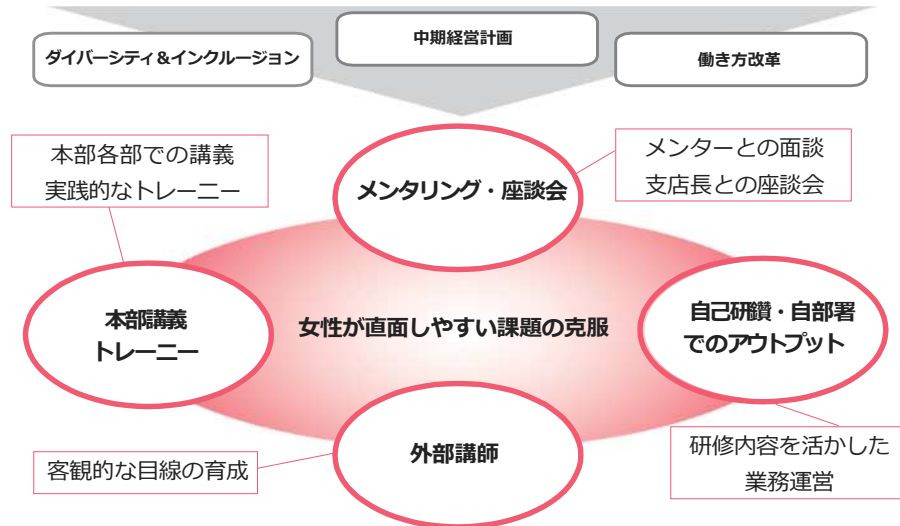 中期経営計画
ダイバーシティ&インクルージョン
働き方改革
本部各部での講義
実践的なトレーニー
メンタリング・座談会
メンターとの面談
支店長との座談会
本部講義
トレーニー
女性が直面しやすい課題の克服
自己研鑽・自部署
でのアウトプット
外部講師
客観的な目線の育成
研修内容を活かした
業務運営